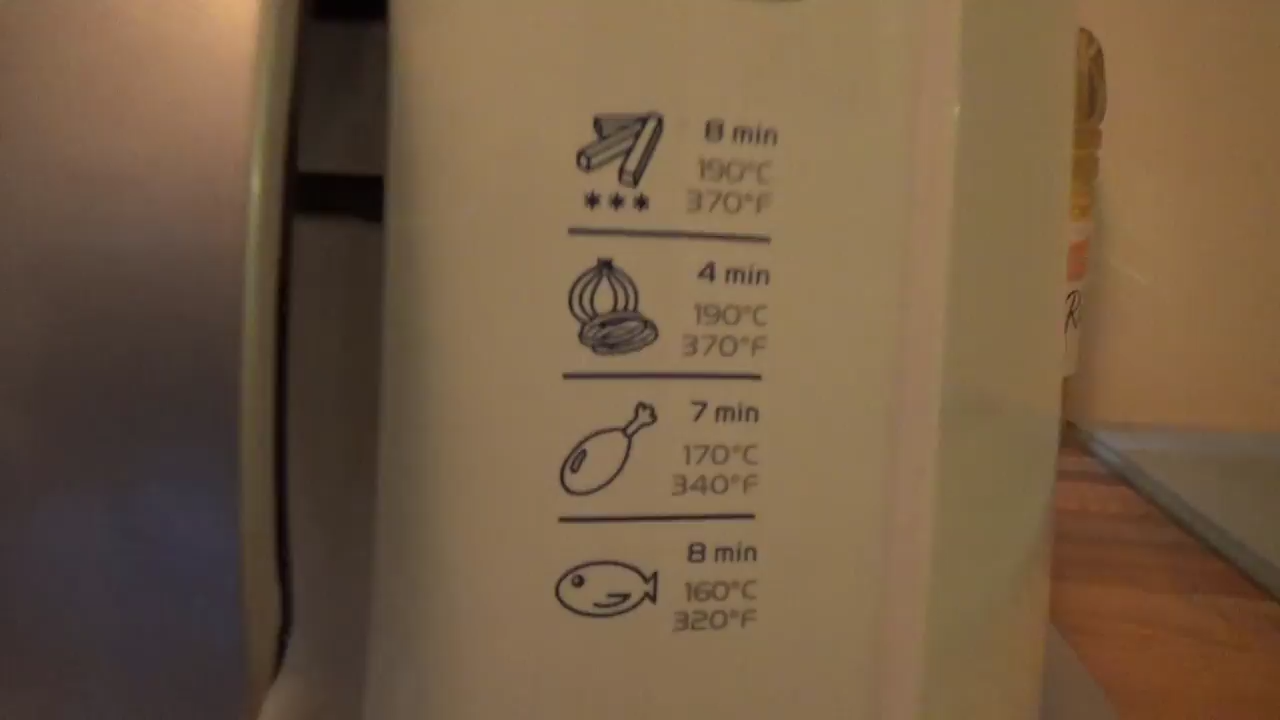 8 min
190°C
370°F
***
4 min
190°C
370°F
7 min
170°C
340°F
8 min
160°C
320°F